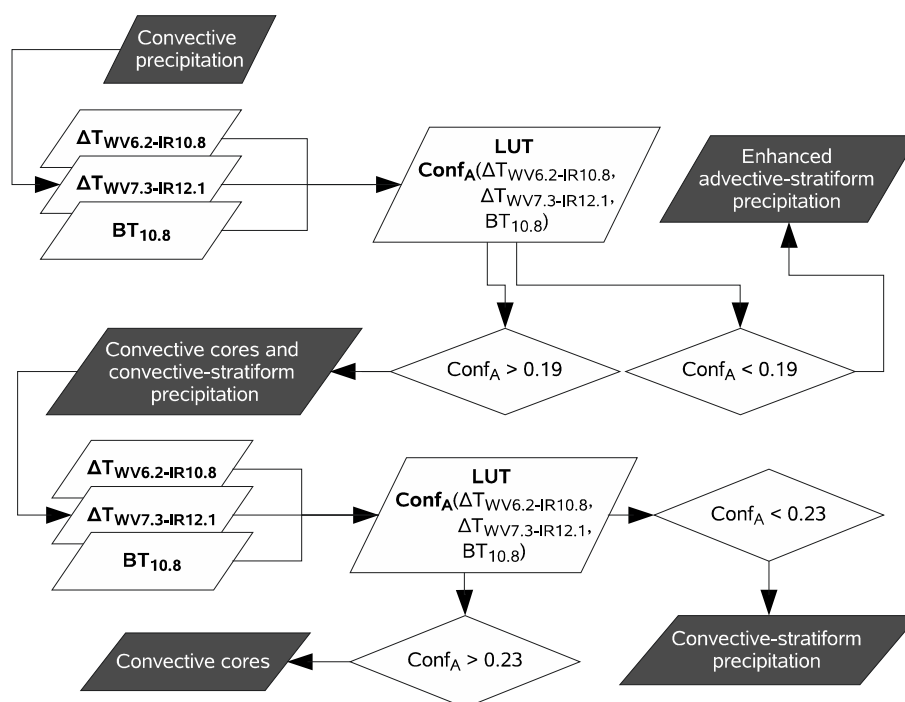 Convective
precipitation
ΔTWV6.2-IR10.8
ΔTWV7.3-IR12.1
BT10.8
LUT
ConfA(ΔTWV6.2-IR10.8,
ΔTWV7.3-IR12.1,
BT10.8)
Enhanced
advective-stratiform
precipitation
Convective cores and
convective-stratiform
precipitation
ConfA > 0.19
ConfA < 0.19
ΔTWV6.2-IR10.8
ΔTWV7.3-IR12.1
BT10.8
LUT
ConfA(ΔTWV6.2-IR10.8,
ΔTWV7.3-IR12.1,
BT10.8)
ConfA < 0.23
Convective cores
ConfA > 0.23
Convective-stratiform
precipitation